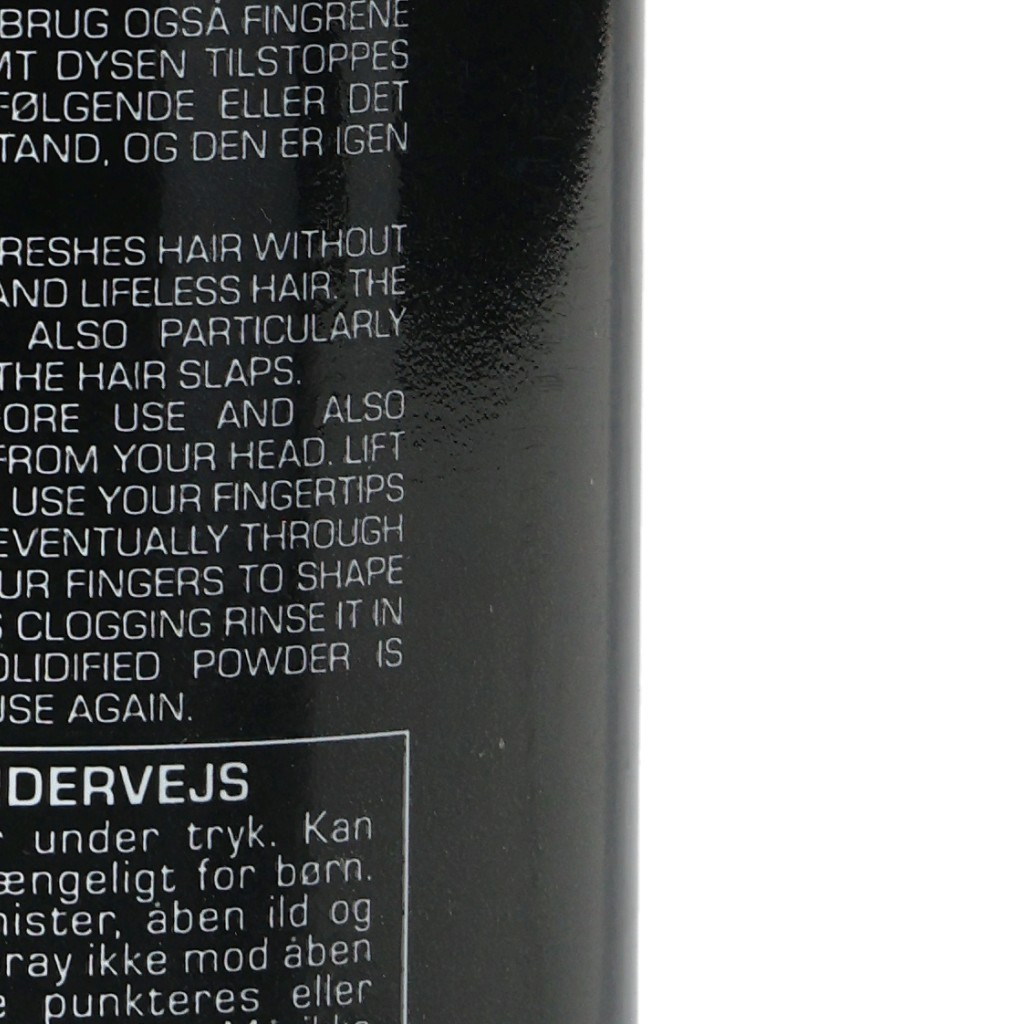 BRUG OGSÅ FINGRENE
DYSEN TILSTOPPES
FØLGENDE ELLER DET
TAND, OG DEN ER IGEN
RESHES HAIR WITHOUT
AND LIFELESS HAIR. THE
ALSO PARTICULARLY
THE HAIR SLAPS.
ORE USE AND ALSO
FROM YOUR HEAD. LIFT
USE YOUR FINGERTIPS
EVENTUALLY THROUGH
UR FINGERS TO SHAPE
CLOGGING RINSE IT IN
OLIDIFIED POWDER IS
USE AGAIN.
DERVEJS
under tryk. Kan
ængeligt for børn.
nister, åben ild og
ray ikke mod åben
punkteres eller